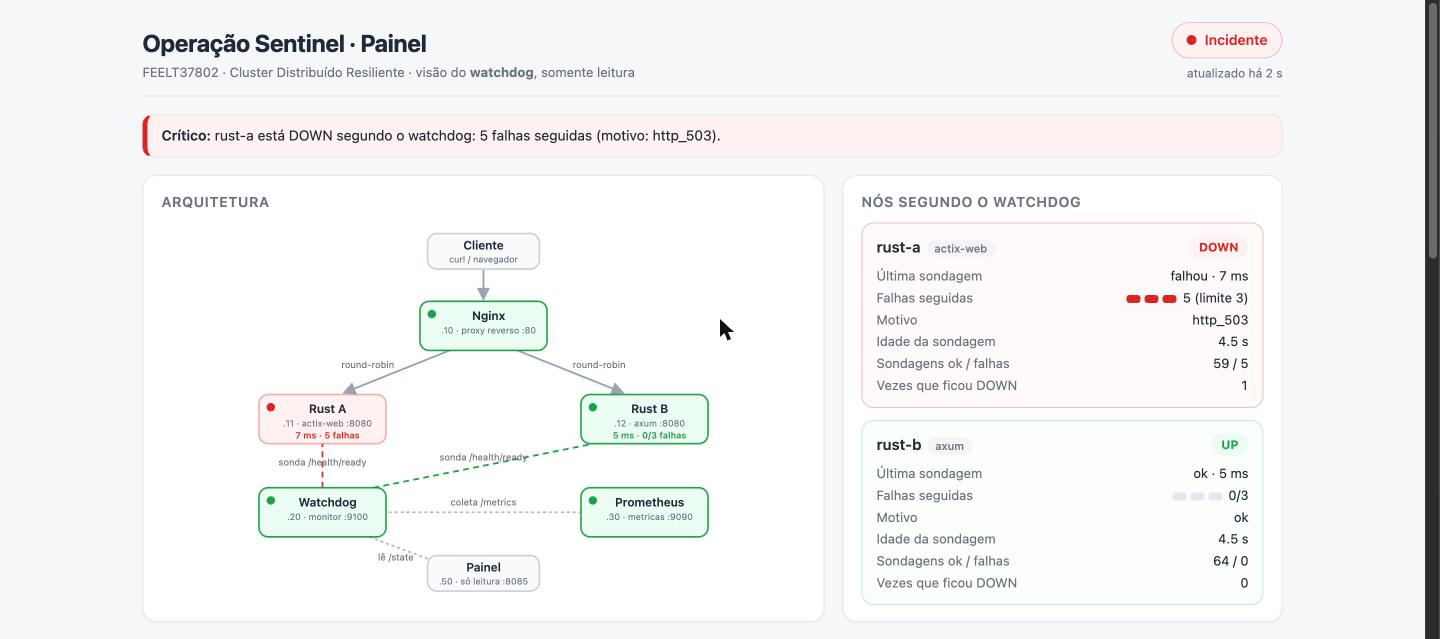 Operação Sentinel · Painel
Incidente
FEELT37802 · Cluster Distribuído Resiliente · visão do watchdog, somente leitura
atualizado há 2 s
Crítico: rust-a está DOWN segundo o watchdog: 5 falhas seguidas (motivo: http_503).
ARQUITETURA
Cliente
curl / navegador
Nginx
.10 · proxy reverso :80
round-robin
round-robin
Rust A
.11 · actix-web :8080
7 ms · 5 falhas
Rust B
.12 · axum :8080
5 ms · 0/3 falhas
sonda /health/ready
sonda /health/ready
Watchdog
.20 · monitor :9100
coleta /metrics
Prometheus
.30 · metricas :9090
lê /state
Painel
.50 · só leitura :8085
NÓS SEGUNDO O WATCHDOG
rust-a actix-web DOWN
Última sondagem falhou · 7 ms
Falhas seguidas 5 (limite 3)
Motivo http_503
Idade da sondagem 4.5 s
Sondagens ok / falhas 59 / 5
Vezes que ficou DOWN 1
rust-b axum UP
Última sondagem ok · 5 ms
Falhas seguidas 0/3
Motivo ok
Idade da sondagem 4.5 s
Sondagens ok / falhas 64 / 0
Vezes que ficou DOWN 0